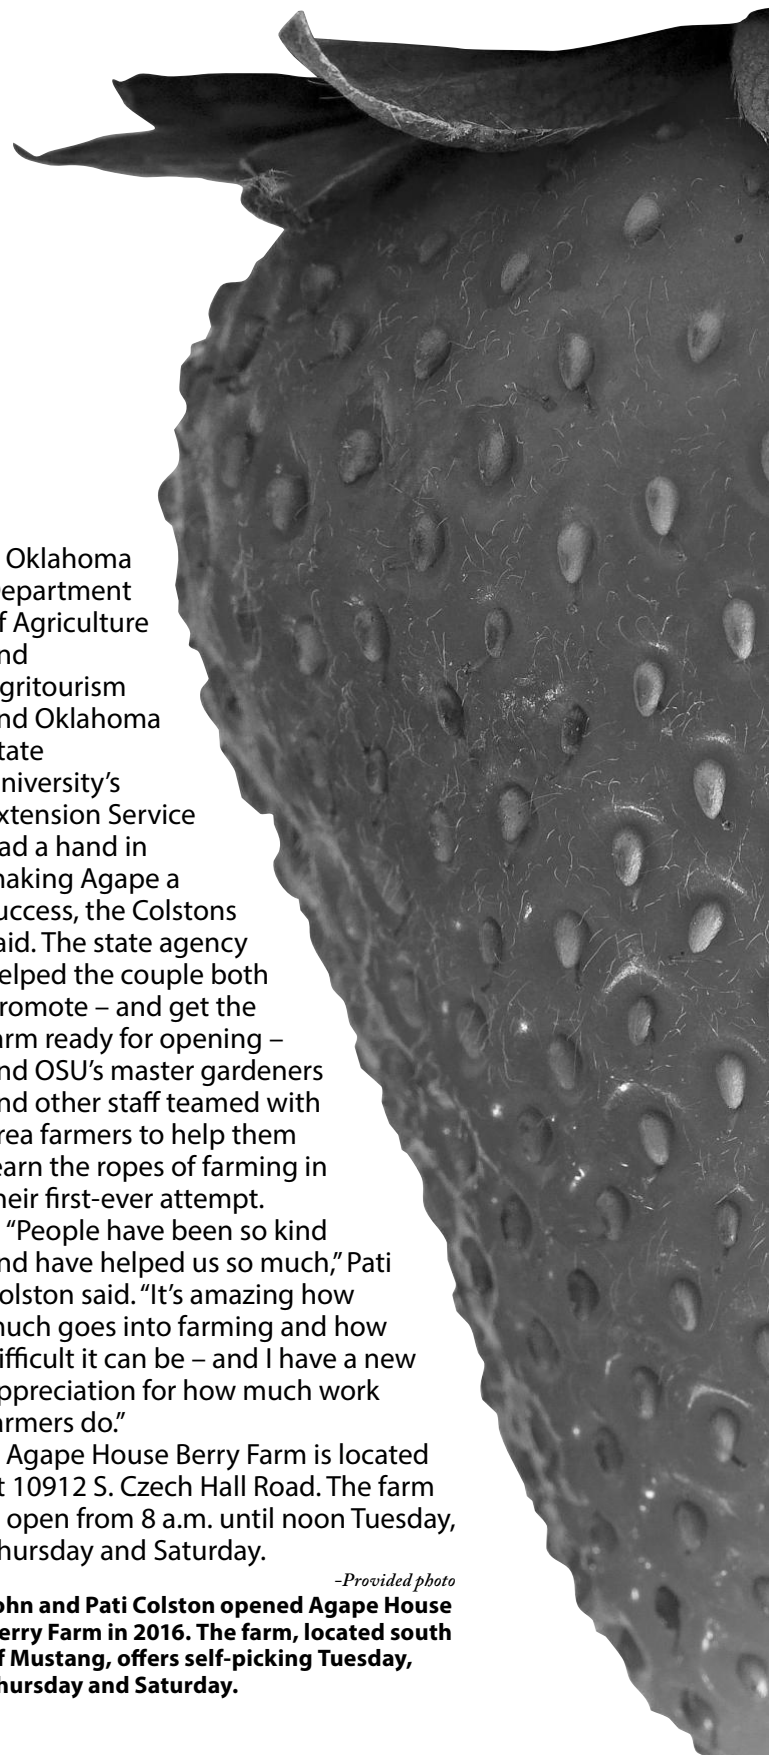 Oklahoma
epartment
f Agriculture
nd
gritourism
nd Oklahoma
tate
niversity’s
xtension Service
ad a hand in
naking Agape a
uccess, the Colstons
aid. The state agency
elped the couple both
romote – and get the
arm ready for opening –
nd OSU’s master gardeners
nd other staff teamed with
rea farmers to help them
earn the ropes of farming in
heir first-ever attempt.
“People have been so kind
nd have helped us so much,” Pati
olston said. “It’s amazing how
nuch goes into farming and how
ifficult it can be – and I have a new
ppreciation for how much work
armers do.”
Agape House Berry Farm is located
t 10912 S. Czech Hall Road. The farm
open from 8 a.m. until noon Tuesday,
hursday and Saturday.
-Provided photo
ohn and Pati Colston opened Agape House
erry Farm in 2016. The farm, located south
f Mustang, offers self-picking Tuesday,
hursday and Saturday.